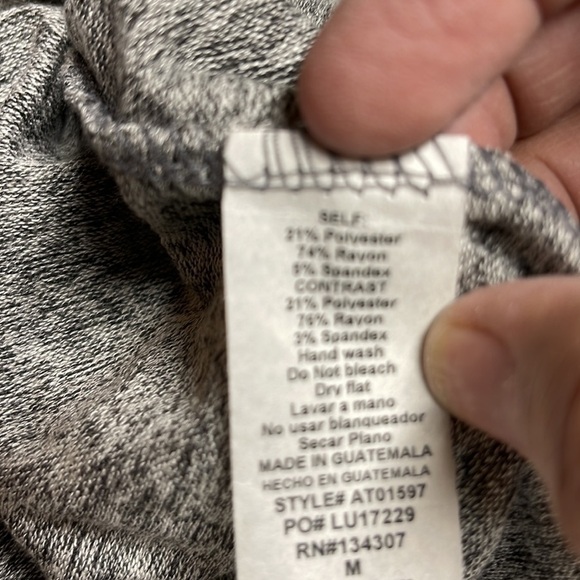 SELF:
21% Polyester
74% Rayon
5% Spandex
CONTRAST
21% Polyester
76% Rayon
3% Spandex
Hand wash
Do Not bleach
Dry flat
Lavar a mano
No usar blanqueador
Secar Plano
MADE IN GUATEMALA
HECHO EN GUATEMALA
STYLE# AT01597
PO# LU17229
RN#134307
M